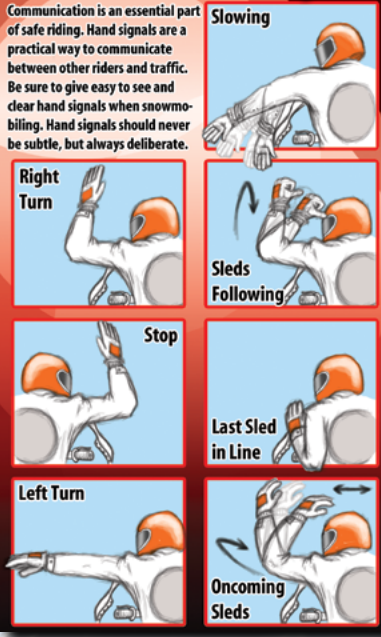 Communication is an essential part
of safe riding. Hand signals are a
practical way to communicate
between other riders and traffic.
Be sure to give easy to see and
clear hand signals when snowmo-
biling. Hand signals should never
be subtle, but always deliberate.
Slowing
Right
Turn
Sleds
Following
Stop
Last Sled
in Line
Left Turn
Oncoming
Sleds